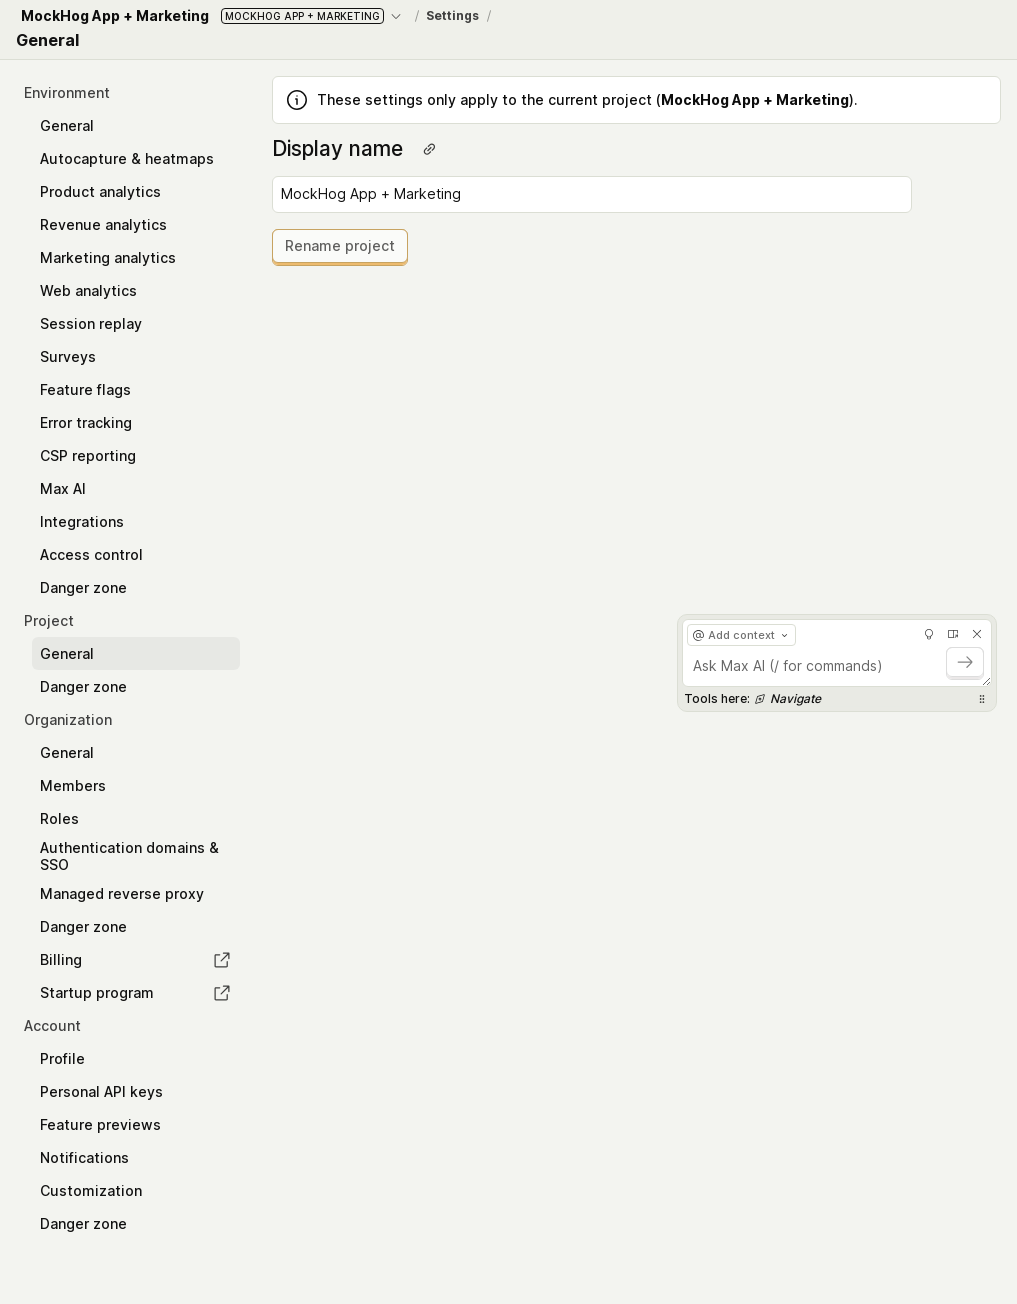 MockHog App + Marketing MOCKHOG APP + MARKETING / Settings /
General
Environment
General
Autocapture & heatmaps
Product analytics
Revenue analytics
Marketing analytics
Web analytics
Session replay
Surveys
Feature flags
Error tracking
CSP reporting
Max AI
Integrations
Access control
Danger zone
Project
General
Danger zone
Organization
General
Members
Roles
Authentication domains &
SSO
Managed reverse proxy
Danger zone
Billing
Startup program
Account
Profile
Personal API keys
Feature previews
Notifications
Customization
Danger zone
These settings only apply to the current project (MockHog App + Marketing).
Display name
MockHog App + Marketing
Rename project
@ Add context
Ask Max AI (/ for commands)
Tools here: Navigate